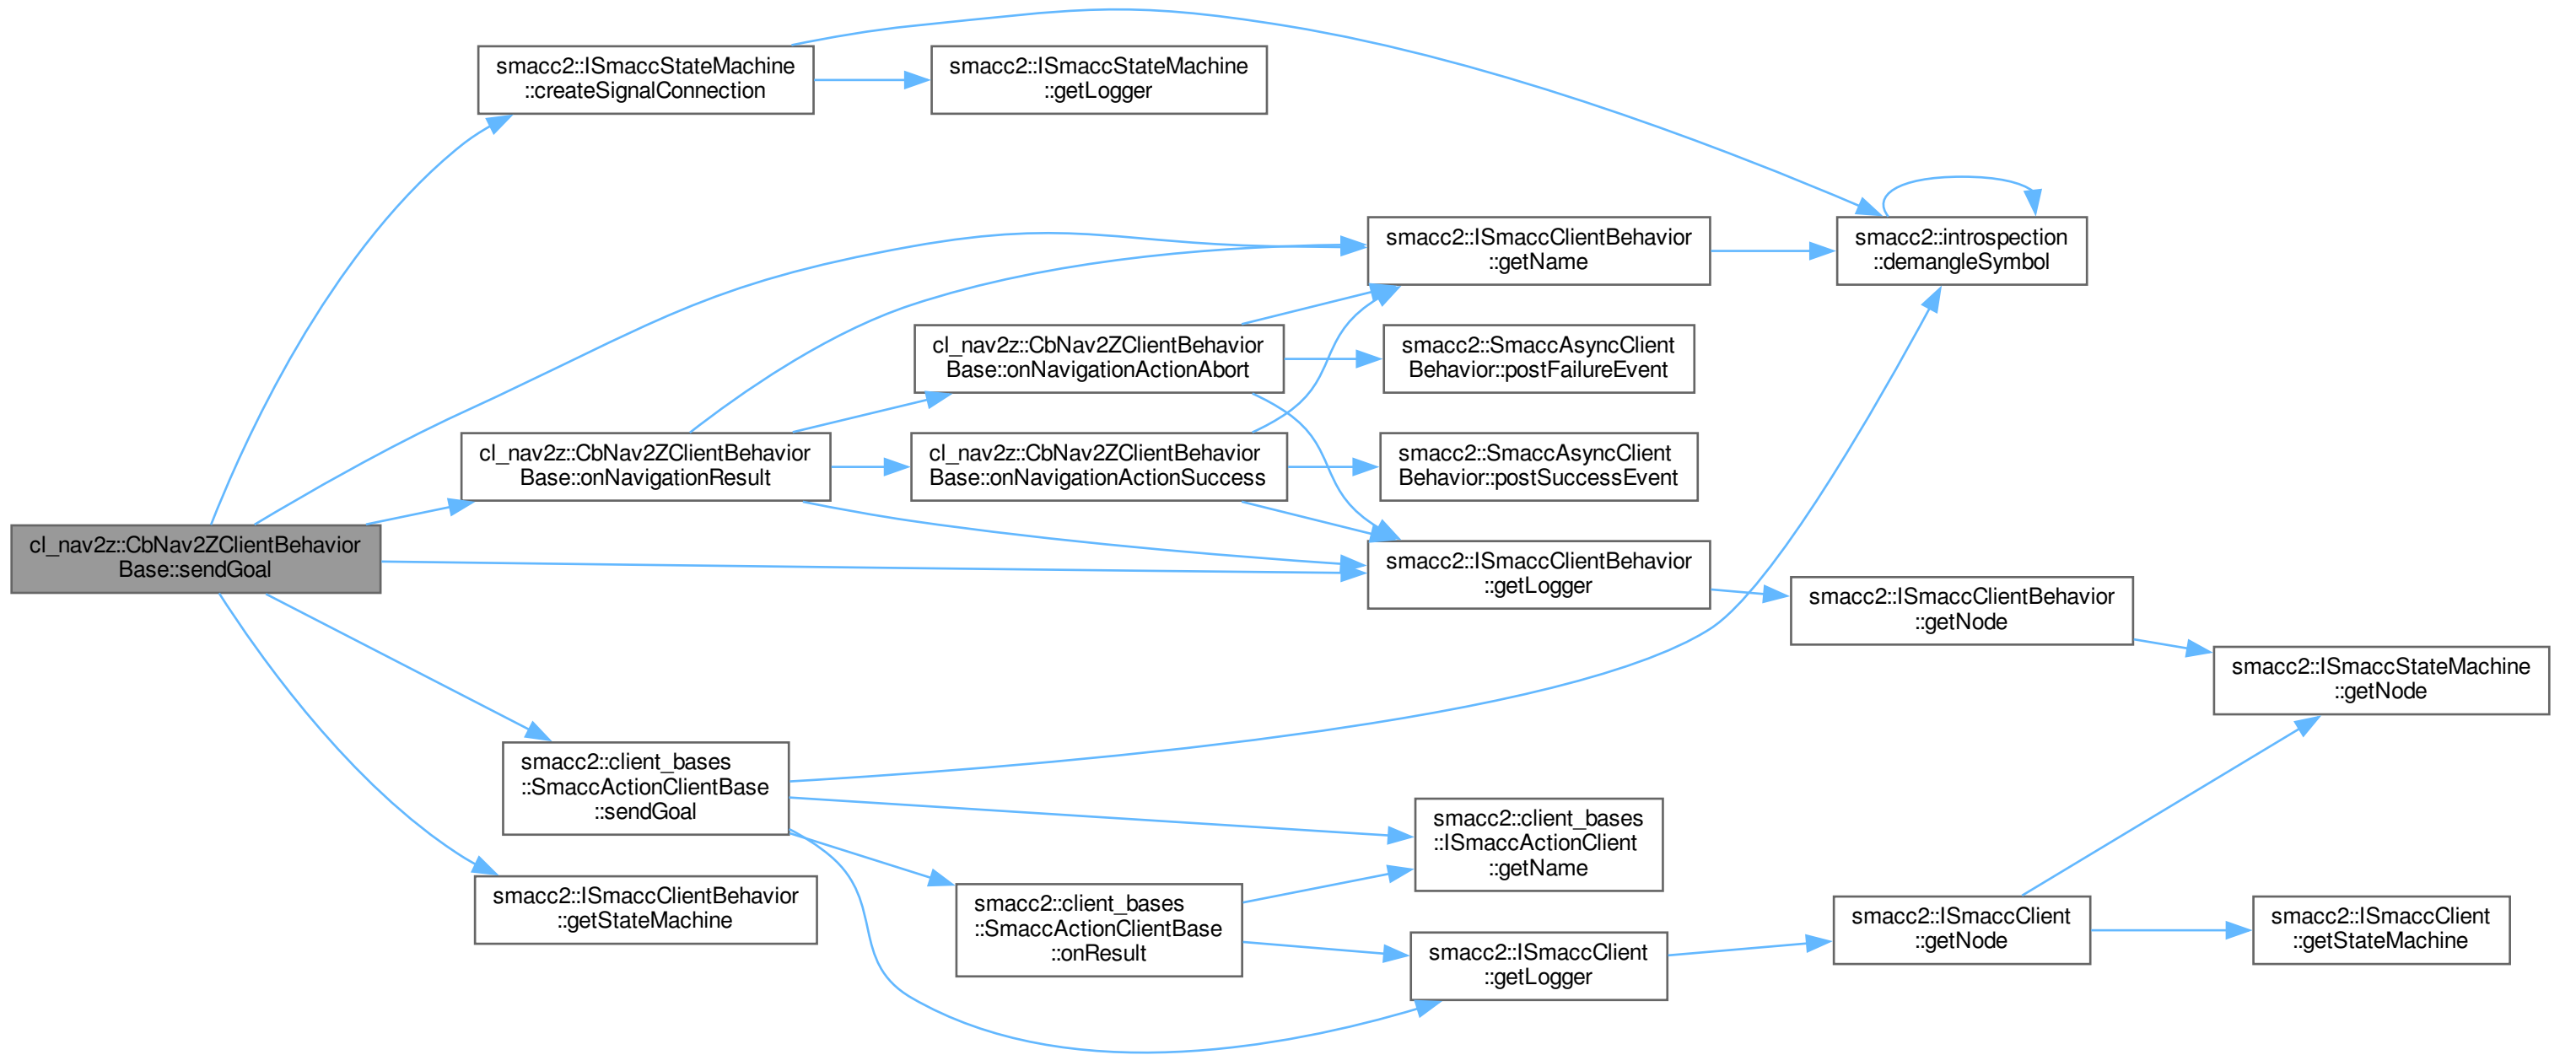 smacc2::ISmaccStateMachine
::createSignalConnection
smacc2::ISmaccStateMachine
::getLogger
smacc2::ISmaccClientBehavior
::getName
smacc2::introspection
::demangleSymbol
cl_nav2z::CbNav2ZClientBehavior
Base::onNavigationActionAbort
smacc2::SmaccAsyncClient
Behavior::postFailureEvent
cl_nav2z::CbNav2ZClientBehavior
Base::onNavigationResult
cl_nav2z::CbNav2ZClientBehavior
Base::onNavigationActionSuccess
smacc2::SmaccAsyncClient
Behavior::postSuccessEvent
cl_nav2z::CbNav2ZClientBehavior
Base::sendGoal
smacc2::ISmaccClientBehavior
::getLogger
smacc2::ISmaccClientBehavior
::getNode
smacc2::ISmaccStateMachine
::getNode
smacc2::client_bases
::SmaccActionClientBase
::sendGoal
smacc2::client_bases
::ISmaccActionClient
::getName
smacc2::ISmaccClientBehavior
::getStateMachine
smacc2::client_bases
::SmaccActionClientBase
::onResult
smacc2::ISmaccClient
::getLogger
smacc2::ISmaccClient
::getNode
smacc2::ISmaccClient
::getStateMachine